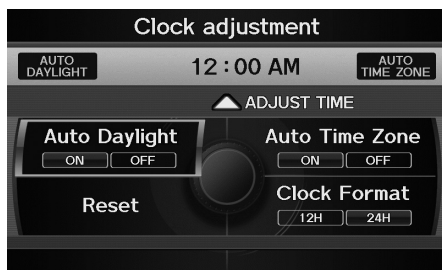 Clock adjustment
AUTO DAYLIGHT
12:00 AM
AUTO TIME ZONE
ADJUST TIME
Auto Daylight
ON OFF
Auto Time Zone
ON OFF
Reset
Clock Format
12H 24H